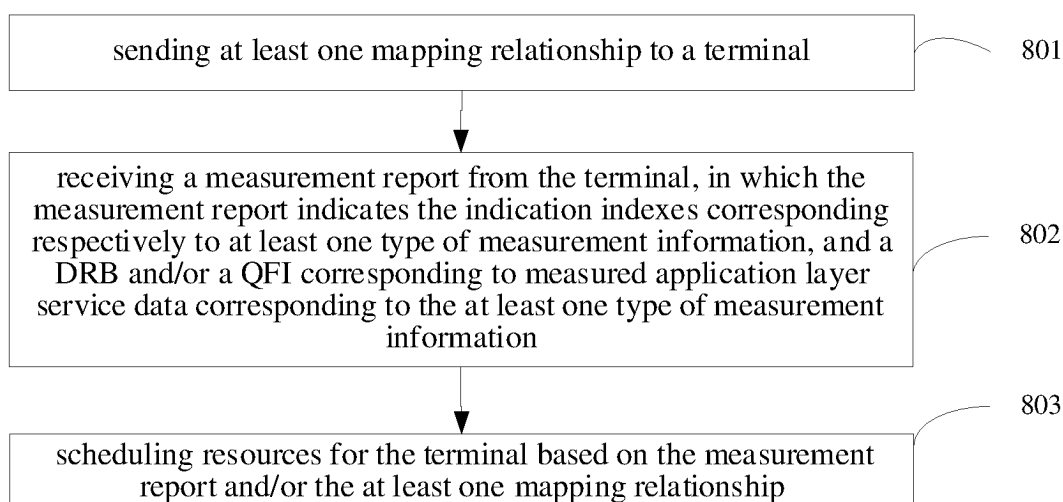 sending at least one mapping relationship to a terminal
801
receiving a measurement report from the terminal, in which the
measurement report indicates the indication indexes corresponding
respectively to at least one type of measurement information, and a
DRB and/or a QFI corresponding to measured application layer
service data corresponding to the at least one type of measurement
information
802
scheduling resources for the terminal based on the measurement
report and/or the at least one mapping relationship
803